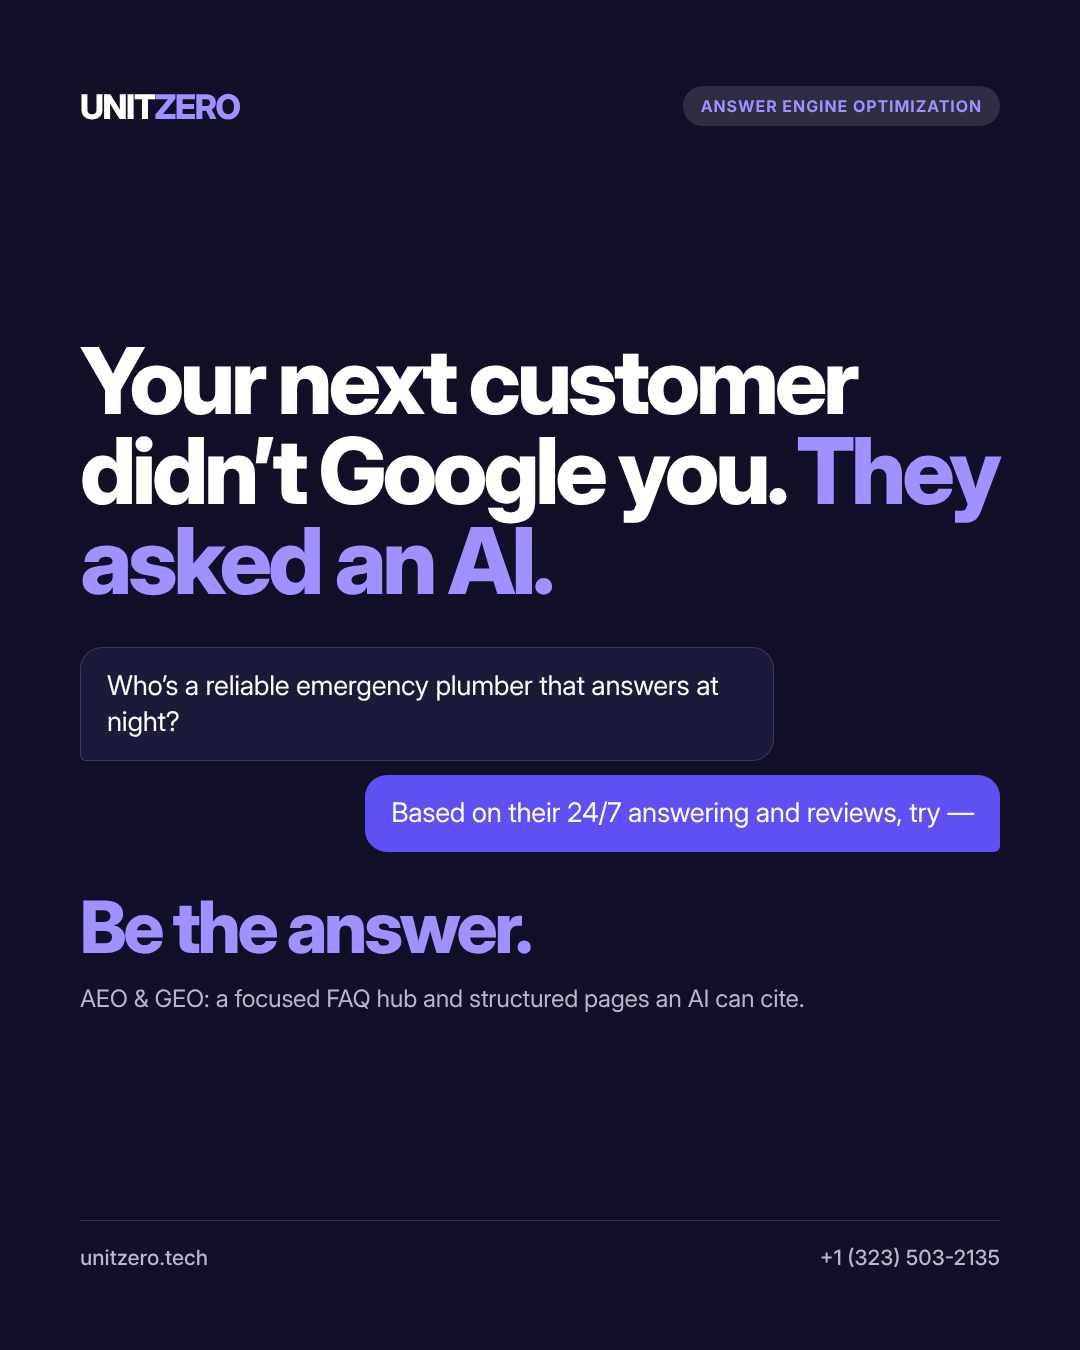 UNITZERO
ANSWER ENGINE OPTIMIZATION
Your next customer
didn’t Google you. They
asked an AI.
Who’s a reliable emergency plumber that answers at
night?
Based on their 24/7 answering and reviews, try —
Be the answer.
AEO & GEO: a focused FAQ hub and structured pages an AI can cite.
unitzero.tech
+1 (323) 503-2135